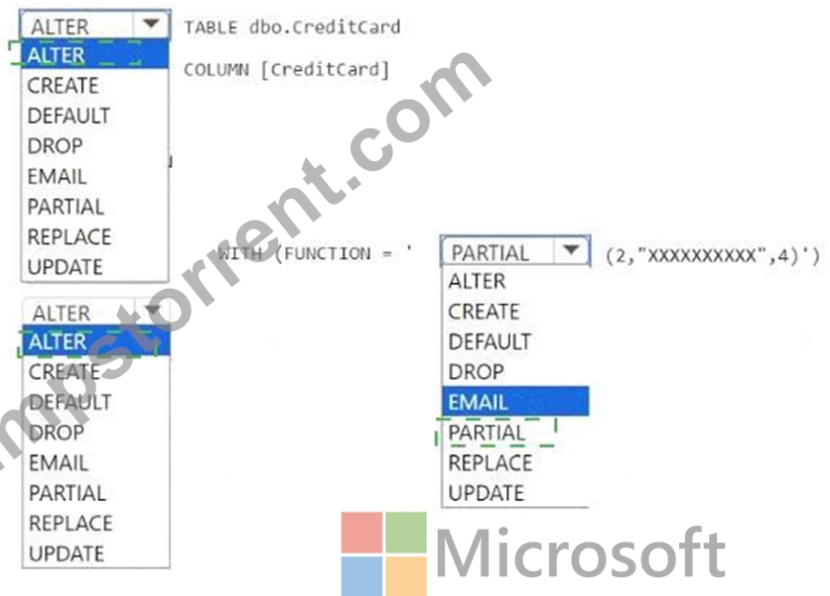 ALTER TABLE dbo.CreditCard
ALTER
COLUMN [CreditCard]
CREATE
DEFAULT
DROP
EMAIL
PARTIAL
REPLACE
UPDATE
WITH (FUNCTION = ' PARTIAL (2,"XXXXXXXXXX",4)')
ALTER
CREATE
DEFAULT
DROP
EMAIL
PARTIAL
REPLACE
UPDATE
ALTER
ALTER
CREATE
DEFAULT
DROP
EMAIL
PARTIAL
REPLACE
UPDATE
mpstorrent.com
Microsoft